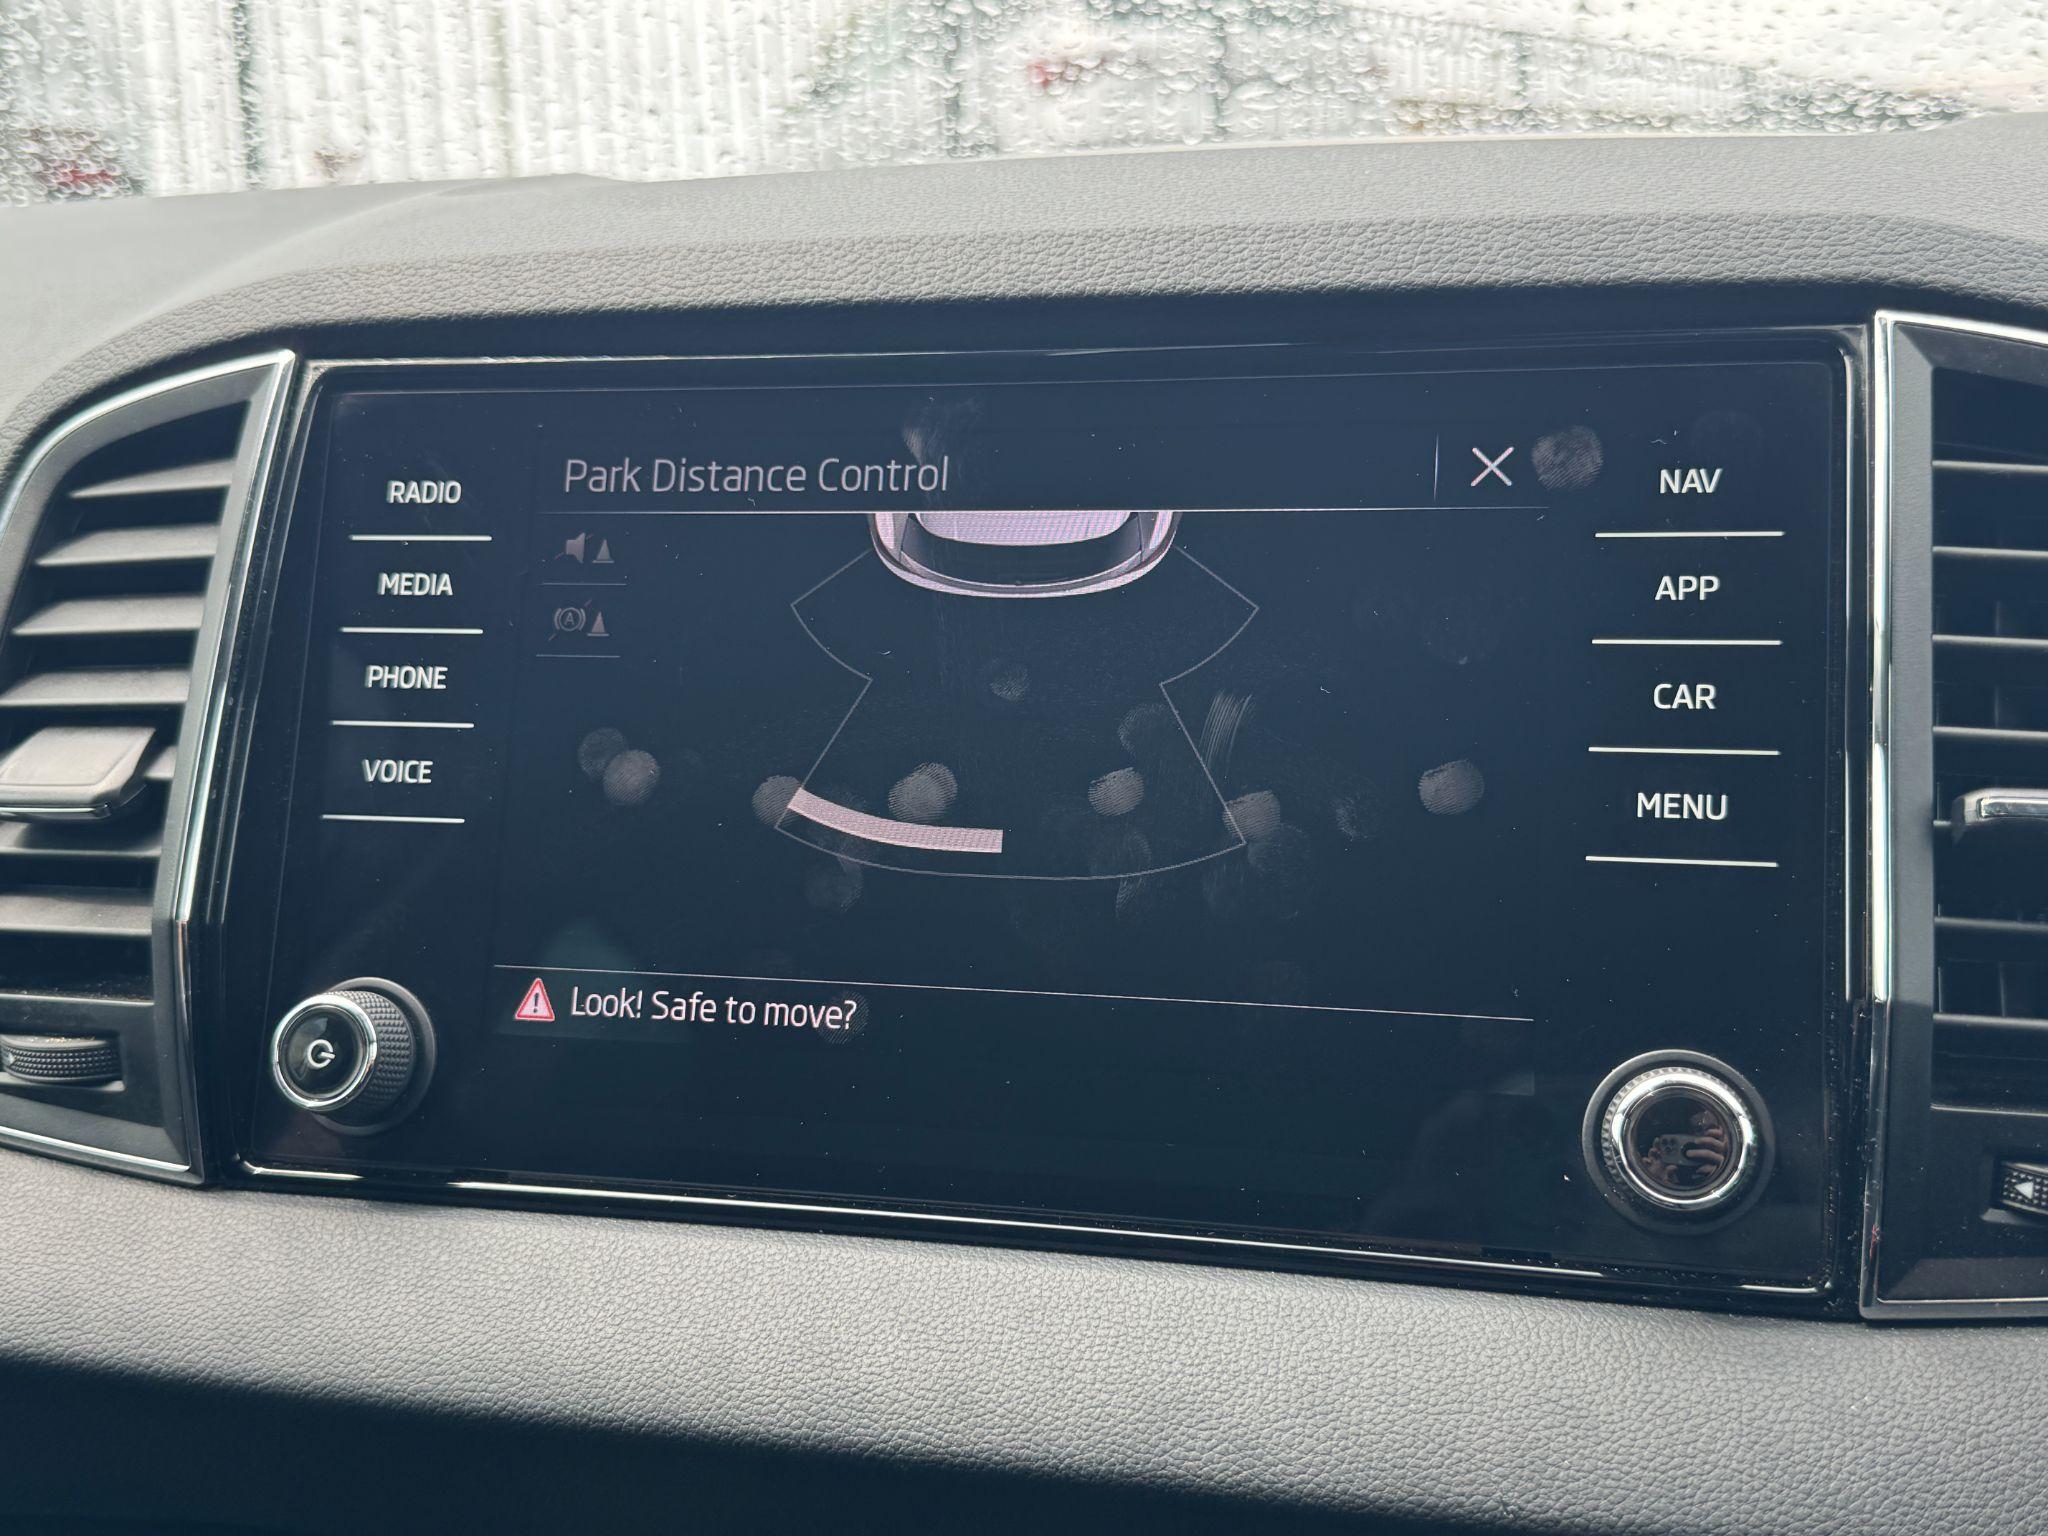 Park Distance Control
RADIO
MEDIA
PHONE
VOICE
A
NAV
APP
CAR
MENU
Look! Safe to move?